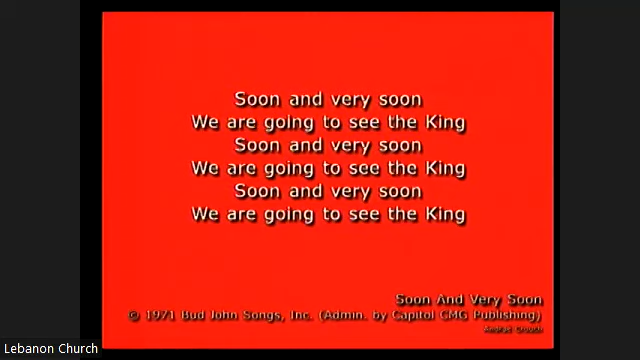 Soon and very soon
We are going to see the King
Soon and very soon
We are going to see the King
Soon and very soon
We are going to see the King
Soon And Very Soon
© 1971 Bud John Songs, Inc. (Admin. by Capitol CMG Publishing)
Andraé Crouch
Lebanon Church